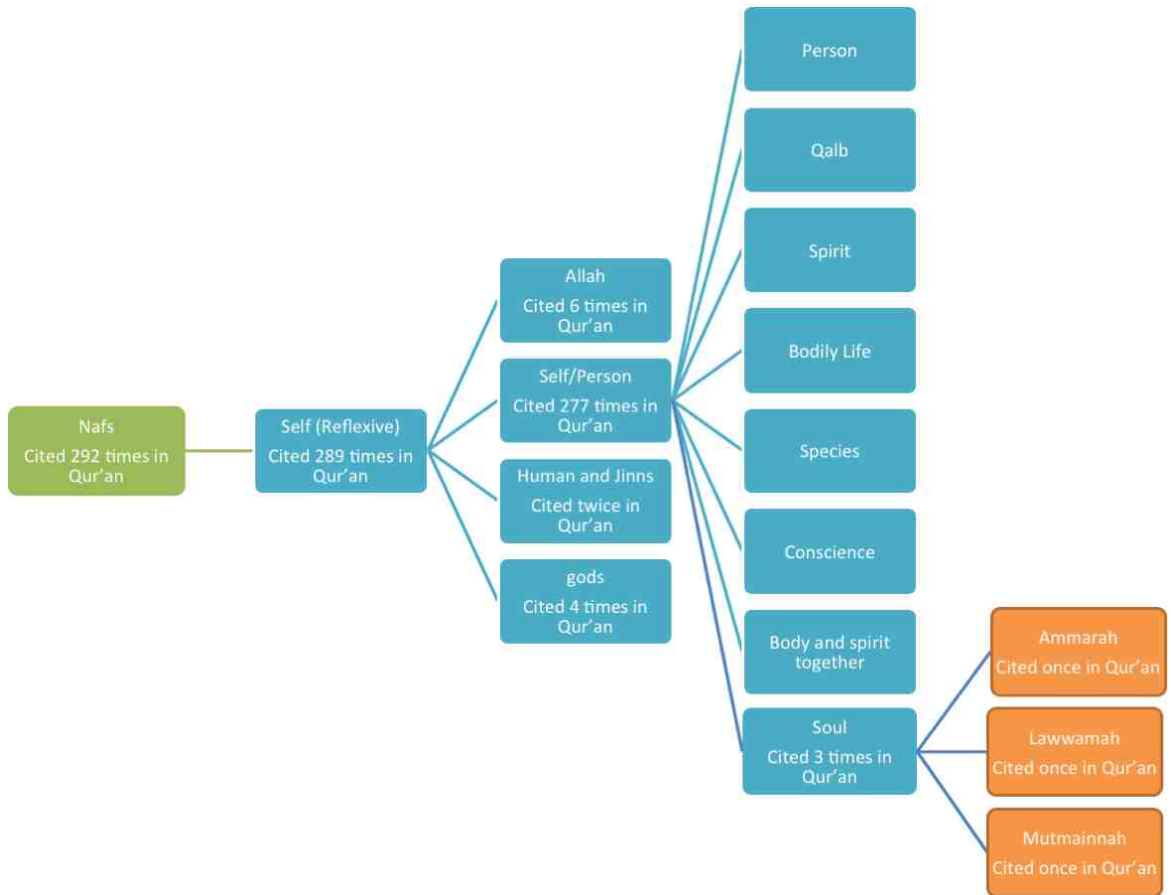 Nafs
Cited 292 times in
Qur’an
Self (Reflexive)
Cited 289 times in
Qur’an
Allah
Cited 6 times in
Qur’an
Self/Person
Cited 277 times in
Qur’an
Human and Jinns
Cited twice in
Qur’an
gods
Cited 4 times in
Qur’an
Person
Qalb
Spirit
Bodily Life
Species
Conscience
Body and spirit
together
Soul
Cited 3 times in
Qur’an
Ammarah
Cited once in Qur’an
Lawwamah
Cited once in Qur’an
Mutmainnah
Cited once in Qur’an